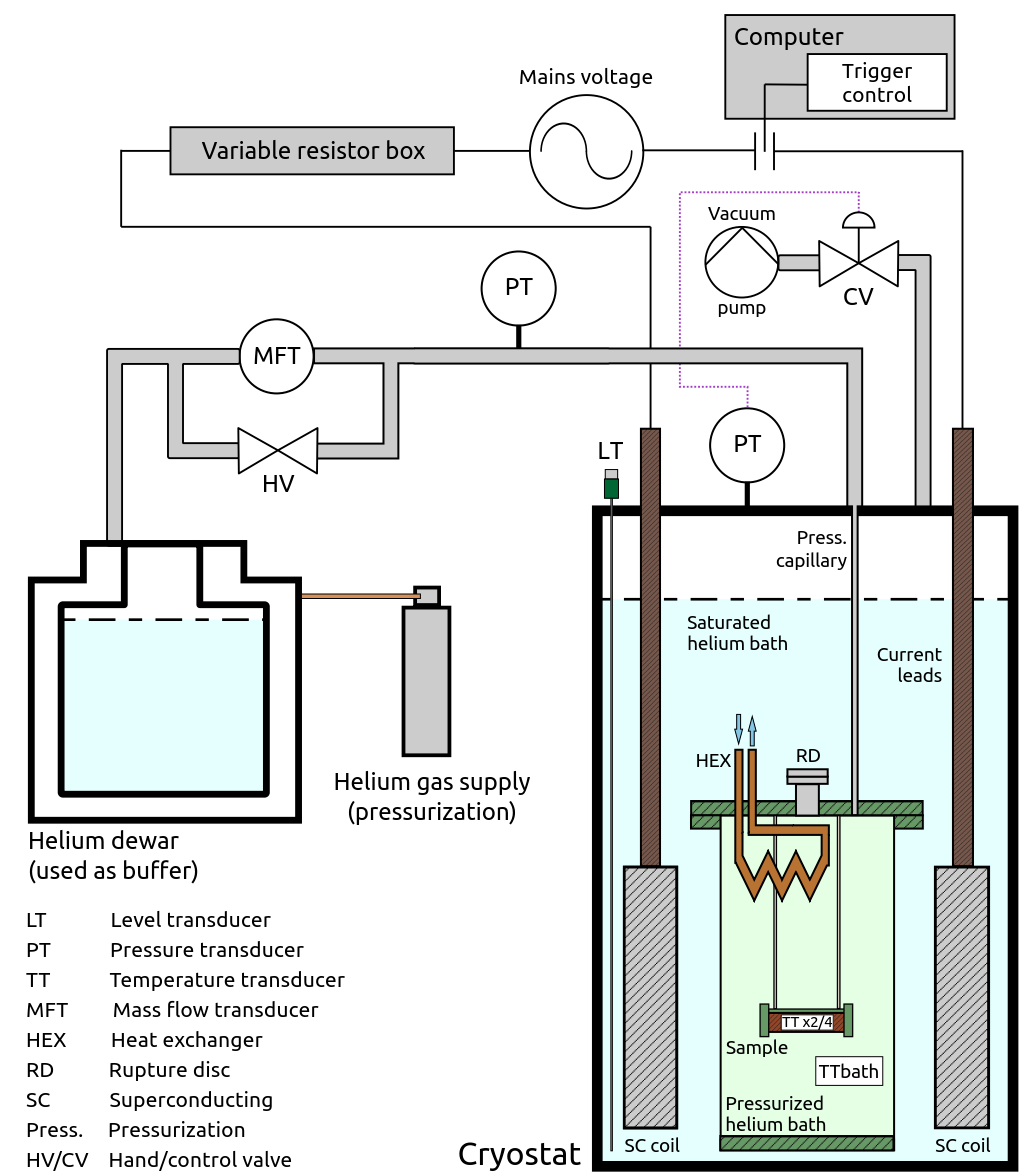 Computer
Trigger
control
Mains voltage
Variable resistor box
Vacuum
pump
CV
PT
MFT
HV
PT
LT
Press.
capillary
Saturated
helium bath
Current
leads
HEX
RD
Helium gas supply
(pressurization)
Helium dewar
(used as buffer)
LT Level transducer
PT Pressure transducer
TT Temperature transducer
MFT Mass flow transducer
HEX Heat exchanger
RD Rupture disc
SC Superconducting
Press. Pressurization
HV/CV Hand/control valve
TT x2/4
Sample
TTbath
Pressurized
helium bath
SC coil
SC coil
Cryostat